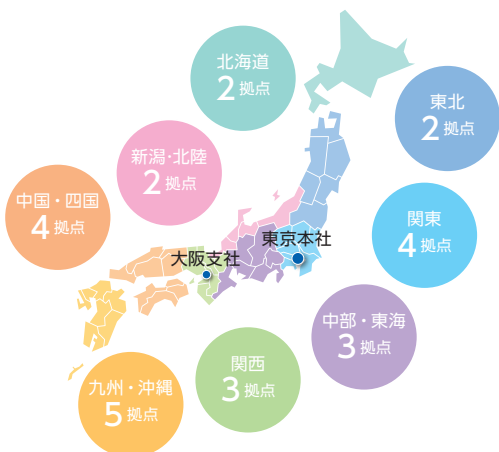 北海道
2 拠点
東北
2 拠点
新潟·北陸
2 拠点
中国・四国
4 拠点
関東
4 拠点
東京本社
大阪支社
中部・東海
3 拠点
関西
3 拠点
九州・沖縄
5 拠点